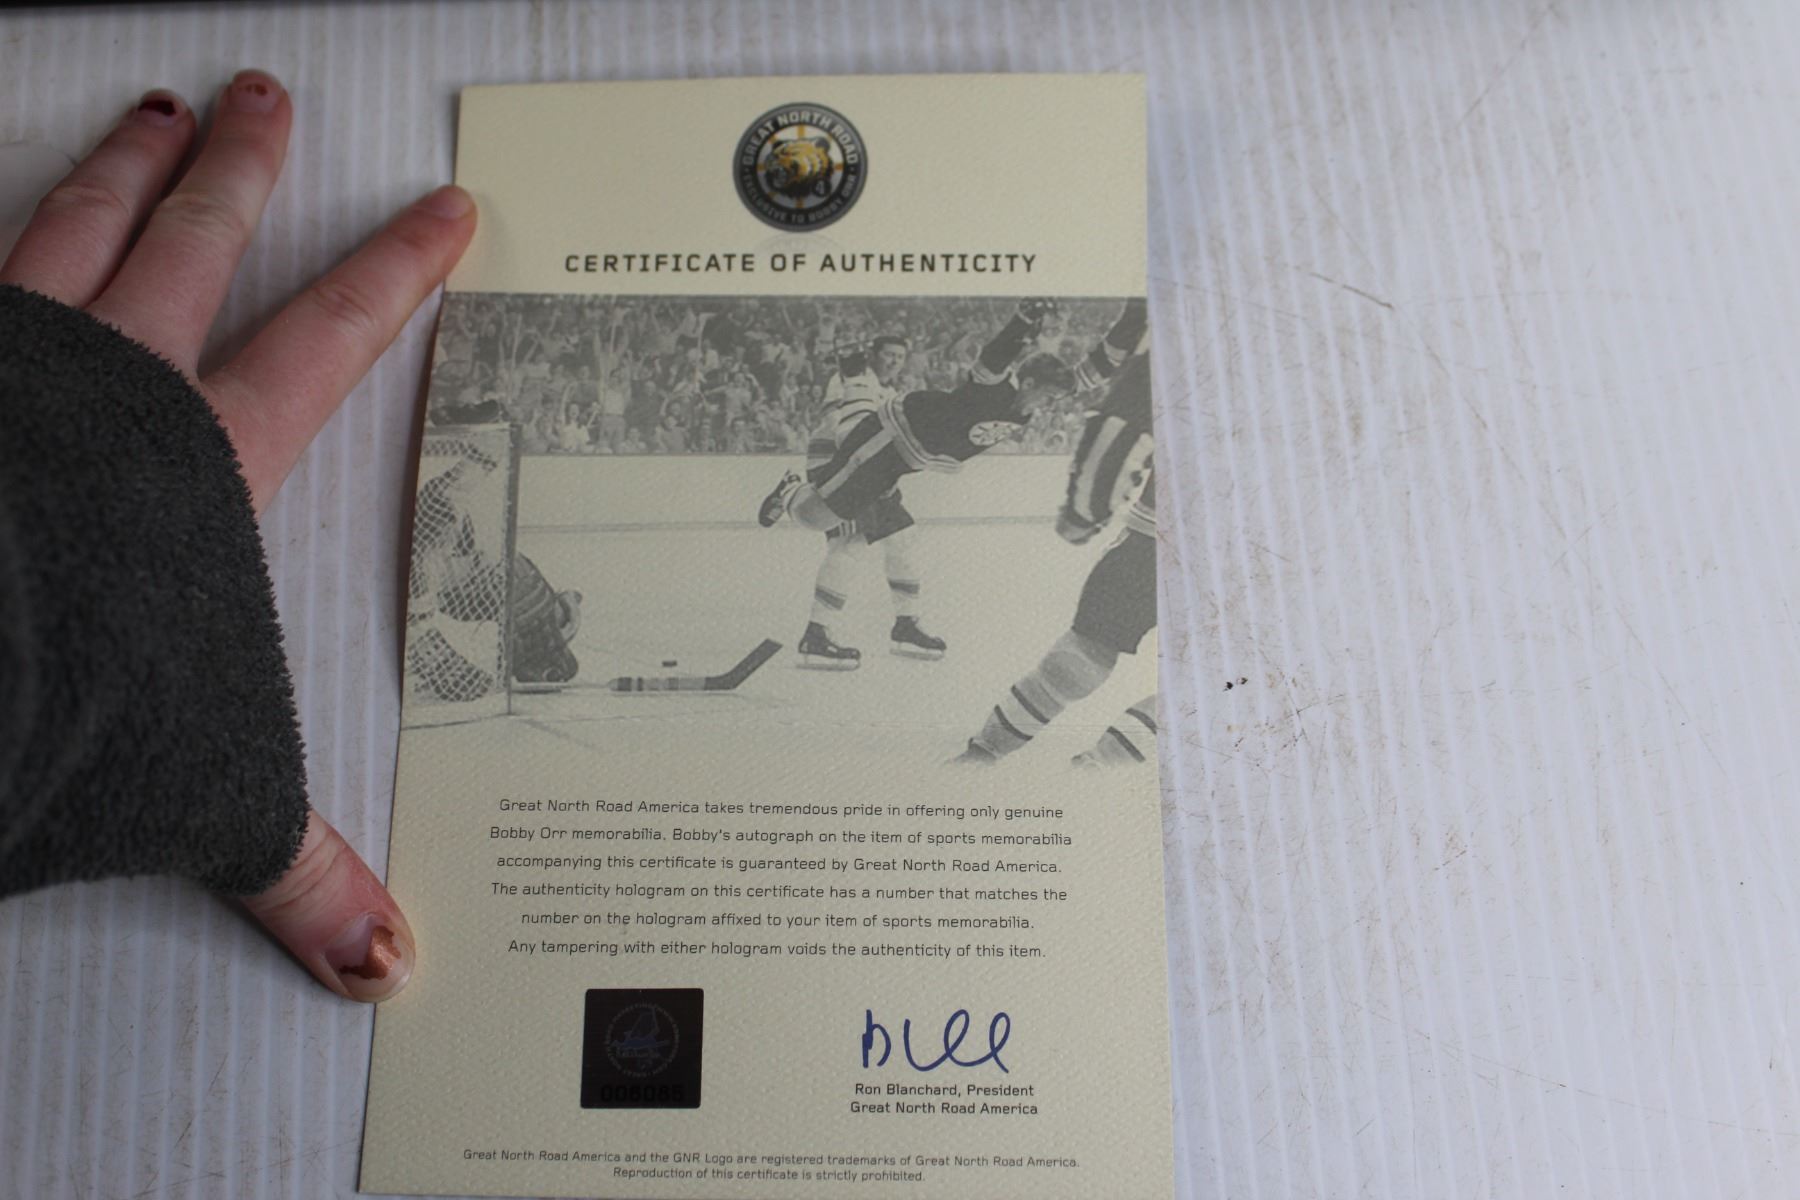 GREAT NORTH ROAD
EXCLUSIVE TO BOBBY ORR
CERTIFICATE OF AUTHENTICITY
Great North Road America takes tremendous pride in offering only genuine
Bobby Orr memorabilia. Bobby's autograph on the item of sports memorabilia
accompanying this certificate is guaranteed by Great North Road America.
The authenticity hologram on this certificate has a number that matches the
number on the hologram affixed to your item of sports memorabilia.
Any tampering with either hologram voids the authenticity of this item.
Ron Blanchard, President
Great North Road America
Great North Road America and the GNR Logo are registered trademarks of Great North Road America.
Reproduction of this certificate is strictly prohibited.